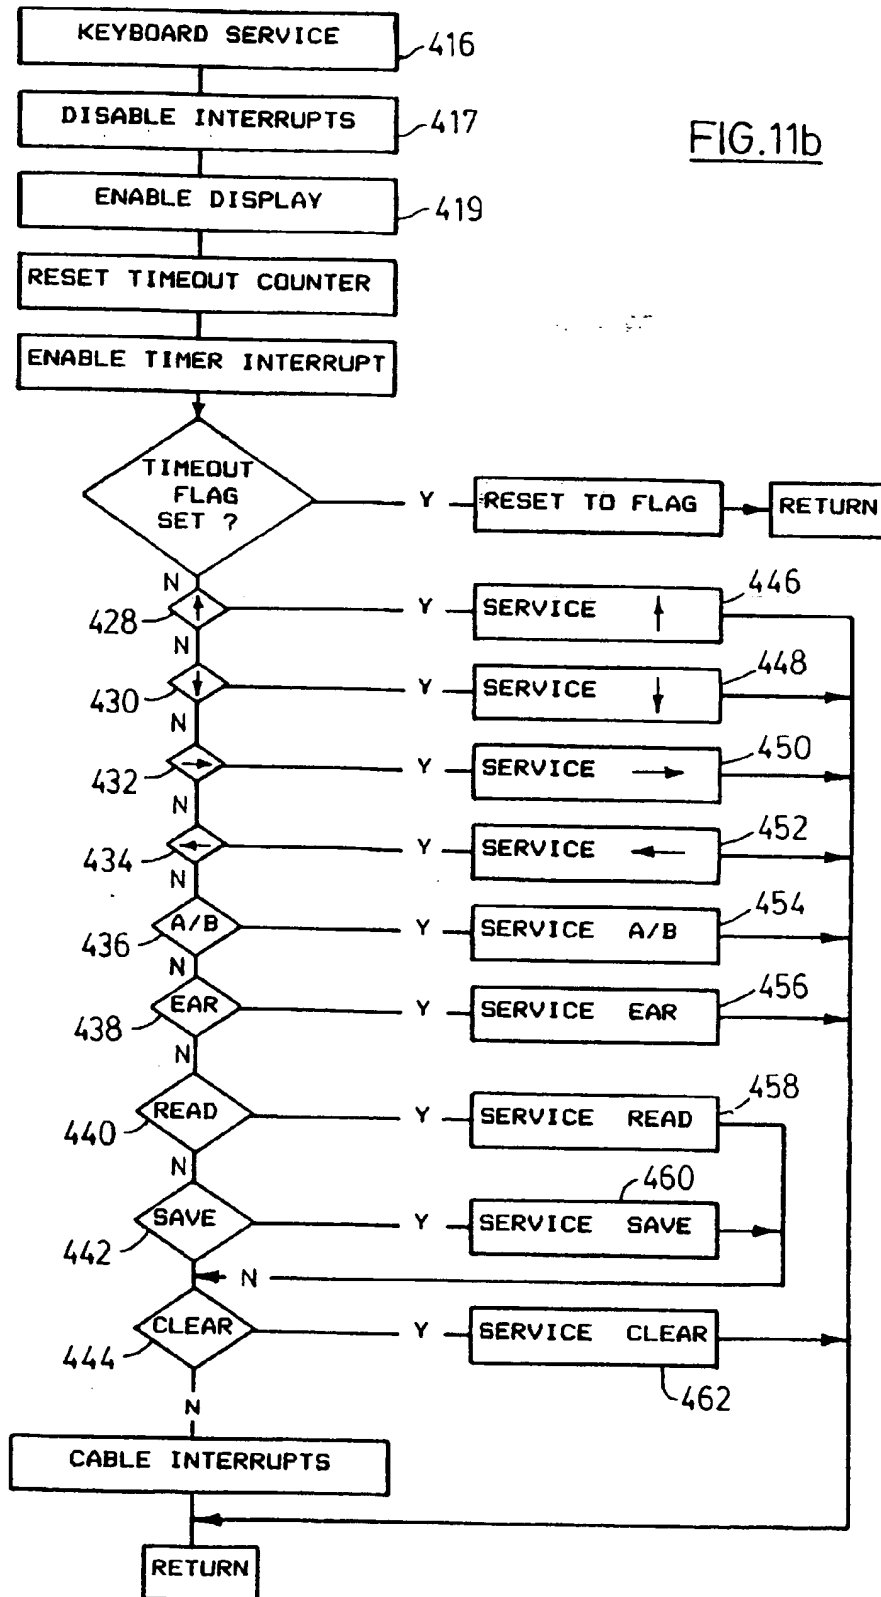 KEYBOARD SERVICE
416
DISABLE INTERRUPTS
417
FIG.11b
ENABLE DISPLAY
419
RESET TIMEOUT COUNTER
ENABLE TIMER INTERRUPT
TIMEOUT
FLAG
SET ?
Y
RESET TO FLAG
RETURN
N
428
↑
Y
SERVICE ↑
446
N
430
↓
Y
SERVICE ↓
448
N
432
→
Y
SERVICE →
450
N
434
←
Y
SERVICE ←
452
N
436
A/B
Y
SERVICE A/B
454
N
438
EAR
Y
SERVICE EAR
456
N
440
READ
Y
SERVICE READ
458
N
442
SAVE
Y
SERVICE SAVE
460
N
444
CLEAR
Y
SERVICE CLEAR
462
N
CABLE INTERRUPTS
RETURN